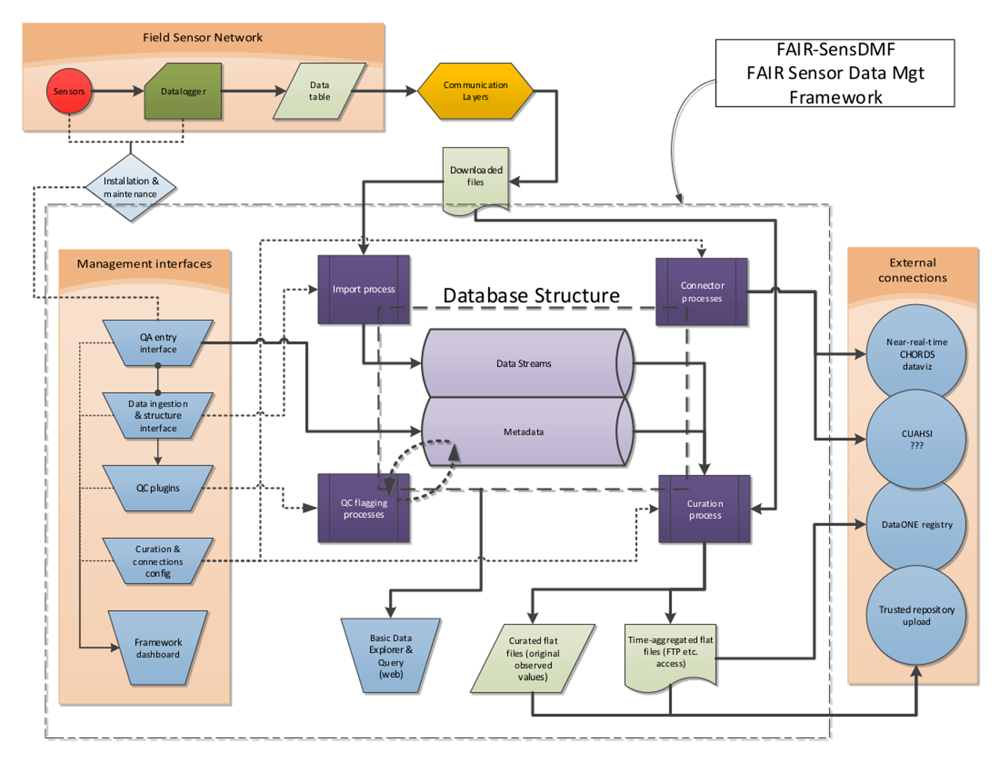 Field Sensor Network
Sensors
Datalogger
Data
table
Communication
Layers
FAIR-SensDMF
FAIR Sensor Data Mgt
Framework
Installation &
maintenance
Downloaded
files
Management interfaces
QA entry
interface
Data ingestion
& structure
interface
QC plugins
Curation &
connections
config
Framework
dashboard
Import process
Database Structure
Connector
processes
Data Streams
Metadata
QC flagging
processes
Curation
process
Basic Data
Explorer &
Query
(web)
Curated flat
files (original
observed
values)
Time-aggregated flat
files (FTP etc.
access)
External
connections
Near-real-time
CHORDS
dataviz
CUAHSI
???
DataONE registry
Trusted repository
upload